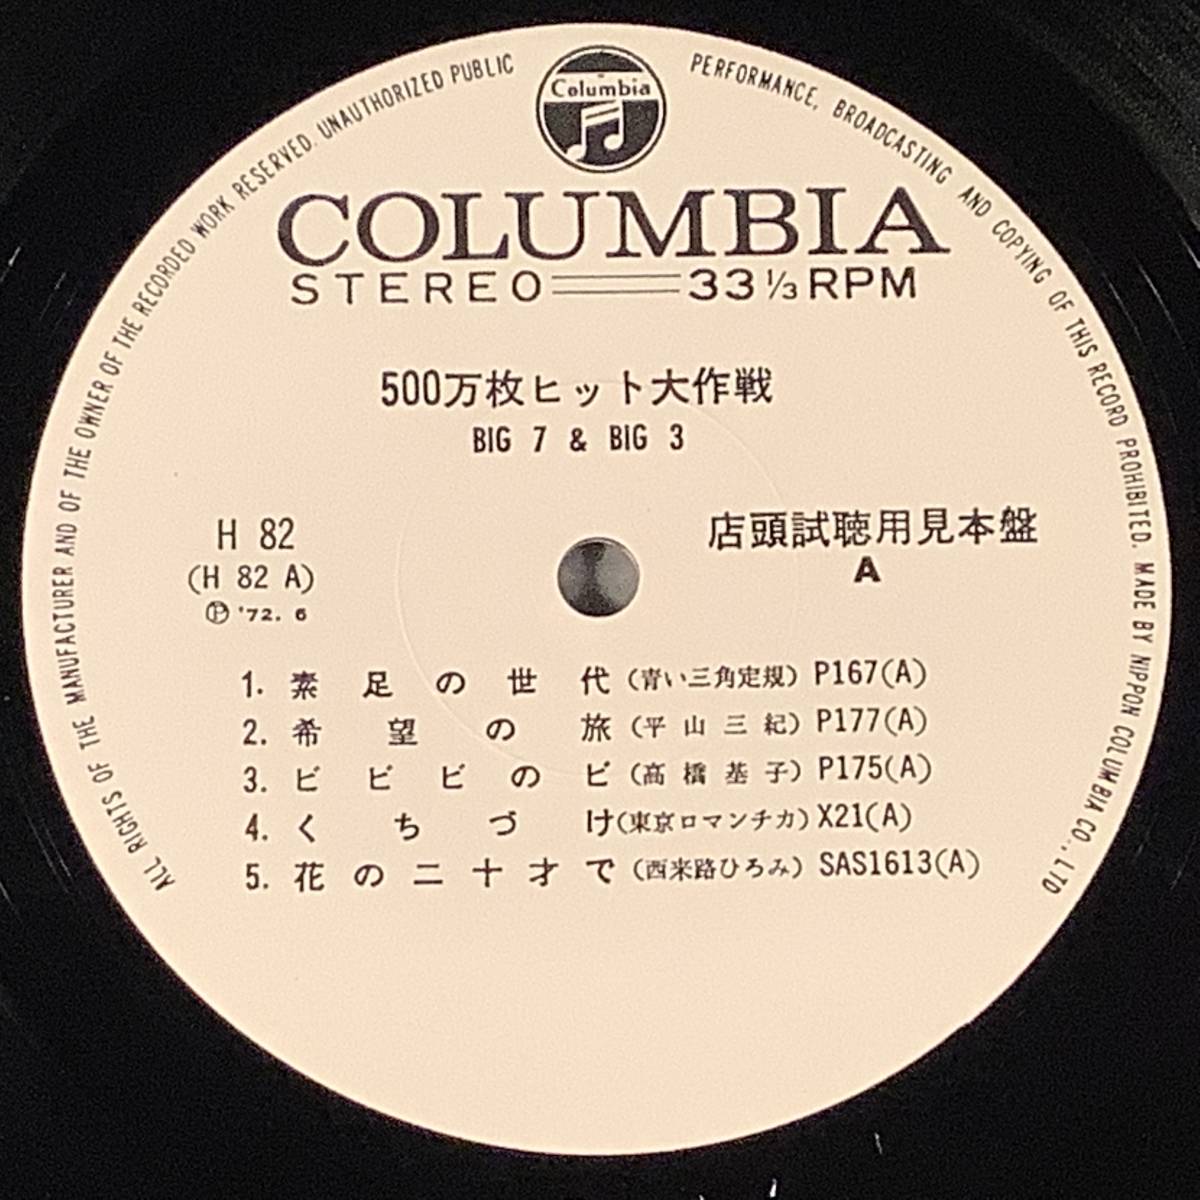 ALL RIGHTS OF THE MANUFACTURER AND OF THE OWNER OF THE RECORDED WORK RESERVED. UNAUTHORIZED PUBLIC PERFORMANCE, BROADCASTING AND COPYING OF THIS RECORD PROHIBITED. MADE BY NIPPON COLUMBIA CO., LTD
Columbia
COLUMBIA
STEREO 33 1/3 RPM
500万枚ヒット大作戦
BIG 7 & BIG 3
H 82
(H 82 A)
Ⓟ '72. 6
店頭試聴用見本盤
A
1. 素足の世代 (青い三角定規) P167(A)
2. 希望の旅 (平山三紀) P177(A)
3. ビビビのビ (高橋基子) P175(A)
4. くちづけ (東京ロマンチカ) X21(A)
5. 花の二十才で (西来路ひろみ) SAS1613(A)